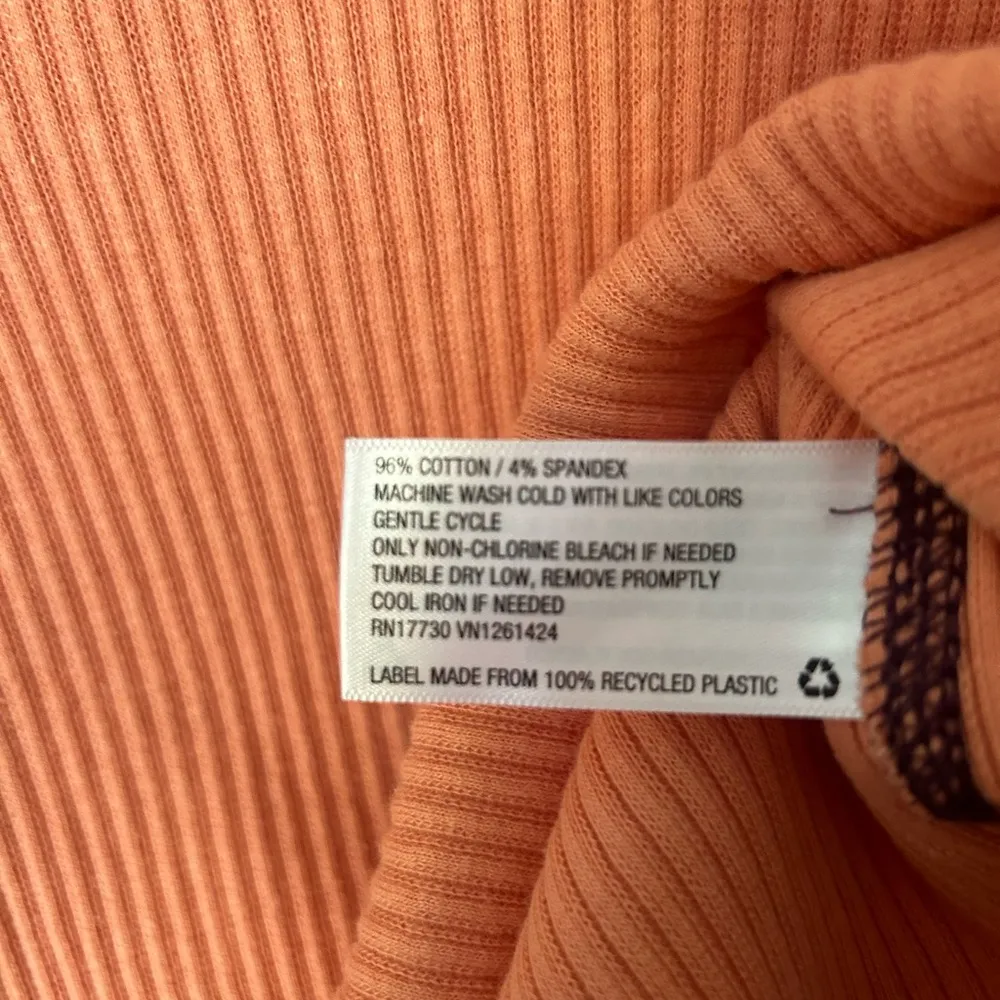 96% COTTON / 4% SPANDEX
MACHINE WASH COLD WITH LIKE COLORS
GENTLE CYCLE
ONLY NON-CHLORINE BLEACH IF NEEDED
TUMBLE DRY LOW, REMOVE PROMPTLY
COOL IRON IF NEEDED
RN17730 VN1261424
LABEL MADE FROM 100% RECYCLED PLASTIC